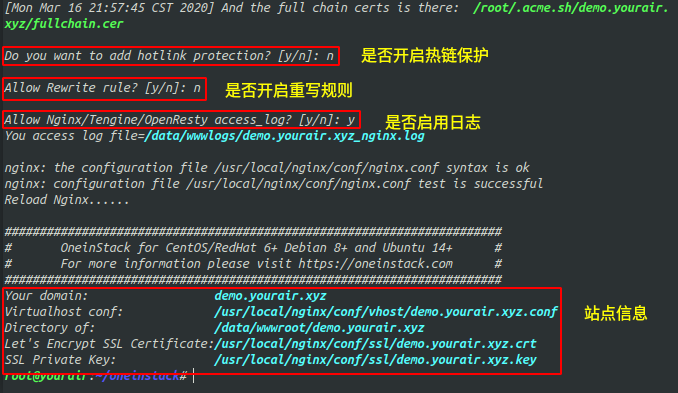 [Mon Mar 16 21:57:45 CST 2020] And the full chain certs is there:  /root/.acme.sh/demo.yourair.
xyz/fullchain.cer
Do you want to add hotlink protection? [y/n]: n 是否开启热链保护
Allow Rewrite rule? [y/n]: n 是否开启重写规则
Allow Nginx/Tengine/OpenResty access_log? [y/n]: y 是否启用日志
You access log file=/data/wwwlogs/demo.yourair.xyz_nginx.log
nginx: the configuration file /usr/local/nginx/conf/nginx.conf syntax is ok
nginx: configuration file /usr/local/nginx/conf/nginx.conf test is successful
Reload Nginx......
#######################################################################
#       OneinStack for CentOS/RedHat 6+ Debian 8+ and Ubuntu 14+      #
#       For more information please visit https://oneinstack.com      #
#######################################################################
Your domain:                  demo.yourair.xyz
Virtualhost conf:             /usr/local/nginx/conf/vhost/demo.yourair.xyz.conf
站点信息
Directory of:                 /data/wwwroot/demo.yourair.xyz
Let's Encrypt SSL Certificate:/usr/local/nginx/conf/ssl/demo.yourair.xyz.crt
SSL Private Key:              /usr/local/nginx/conf/ssl/demo.yourair.xyz.key
root@yourair:~/oneinstack#